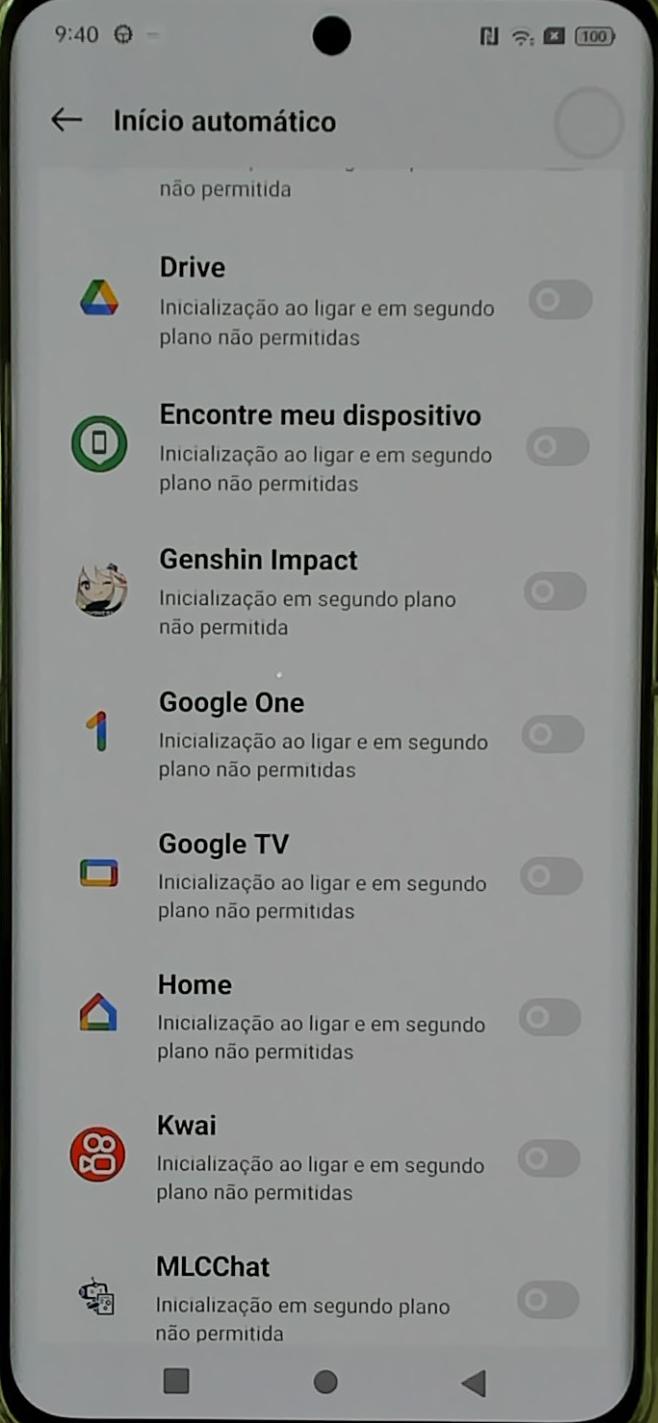 9:40
100
Início automático
não permitida
Drive
Inicialização ao ligar e em segundo
plano não permitidas
Encontre meu dispositivo
Inicialização ao ligar e em segundo
plano não permitidas
Genshin Impact
Inicialização em segundo plano
não permitida
Google One
Inicialização ao ligar e em segundo
plano não permitidas
Google TV
Inicialização ao ligar e em segundo
plano não permitidas
Home
Inicialização ao ligar e em segundo
plano não permitidas
Kwai
Inicialização ao ligar e em segundo
plano não permitidas
MLCChat
Inicialização em segundo plano
não permitida